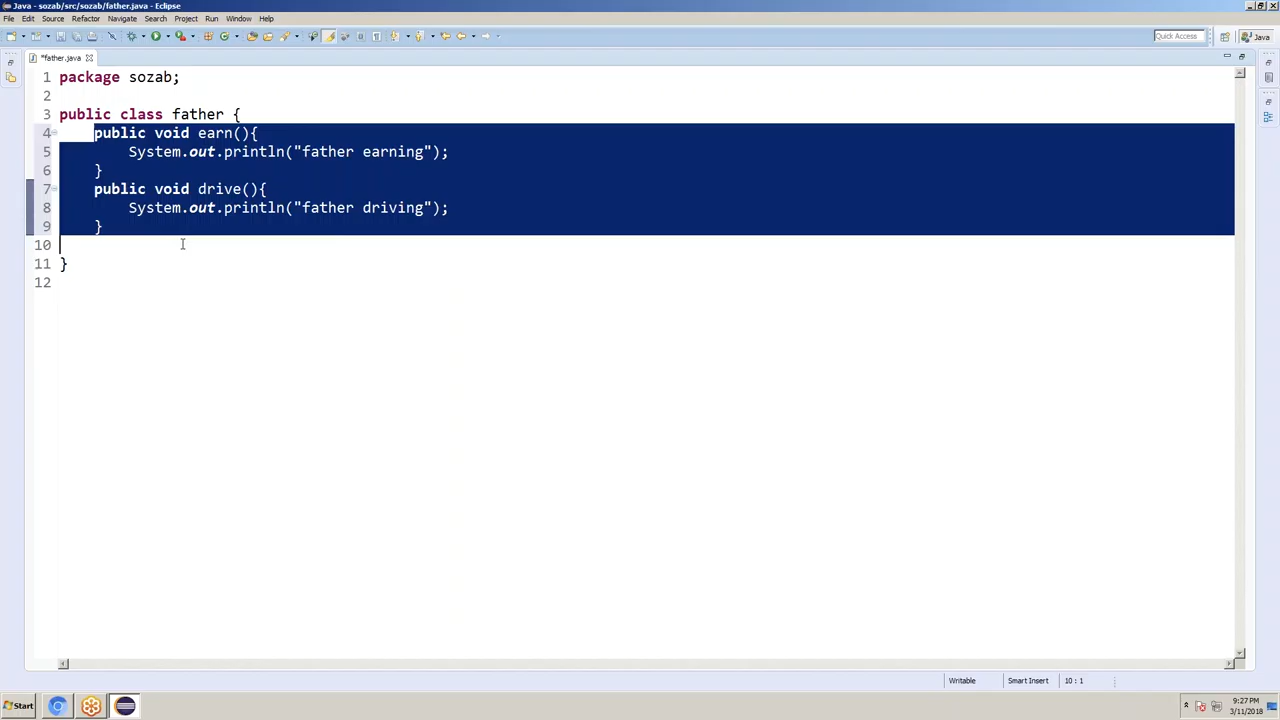 Java - sozab/src/sozab/father.java - Eclipse
File Edit Source Refactor Navigate Search Project Run Window Help
Quick Access
Java
*father.java
1 package sozab;
2
3 public class father {
4 public void earn(){
5 System.out.println("father earning");
6 }
7 public void drive(){
8 System.out.println("father driving");
9 }
10
11 }
12
Writable Smart Insert 10 : 1
Start
9:27 PM
3/11/2018